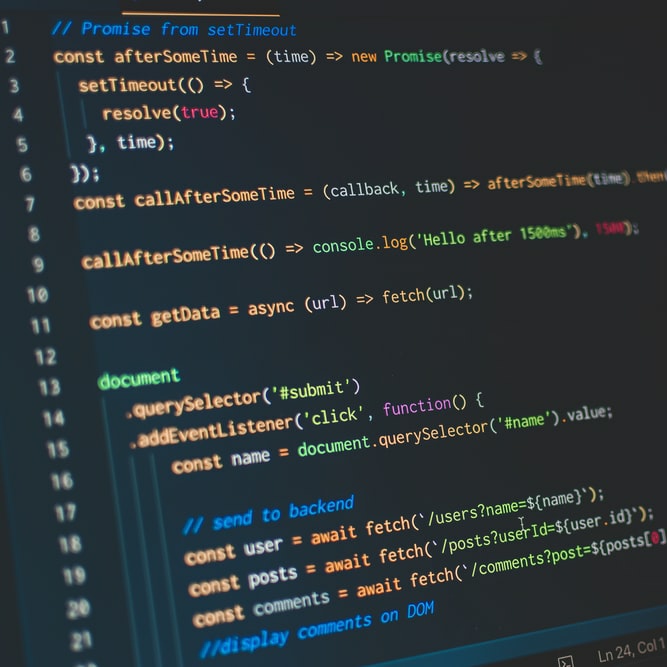 1 // Promise from setTimeout
2 const afterSomeTime = (time) => new Promise(resolve => {
3 setTimeout(() => {
4 resolve(true);
5 }, time);
6 });
7 const callAfterSomeTime = (callback, time) => afterSomeTime(time).then(
8
9 callAfterSomeTime(() => console.log('Hello after 1500ms'), 1500);
10
11 const getData = async (url) => fetch(url);
12
13 document
14 .querySelector('#submit')
15 .addEventListener('click', function() {
16 const name = document.querySelector('#name').value;
17
18 // send to backend
19 const user = await fetch(`/users?name=${name}`);
20 const posts = await fetch(`/posts?userId=${user.id}`);
21 const comments = await fetch(`/comments?post=${posts[0]
//display comments on DOM
Ln 24, Col 1